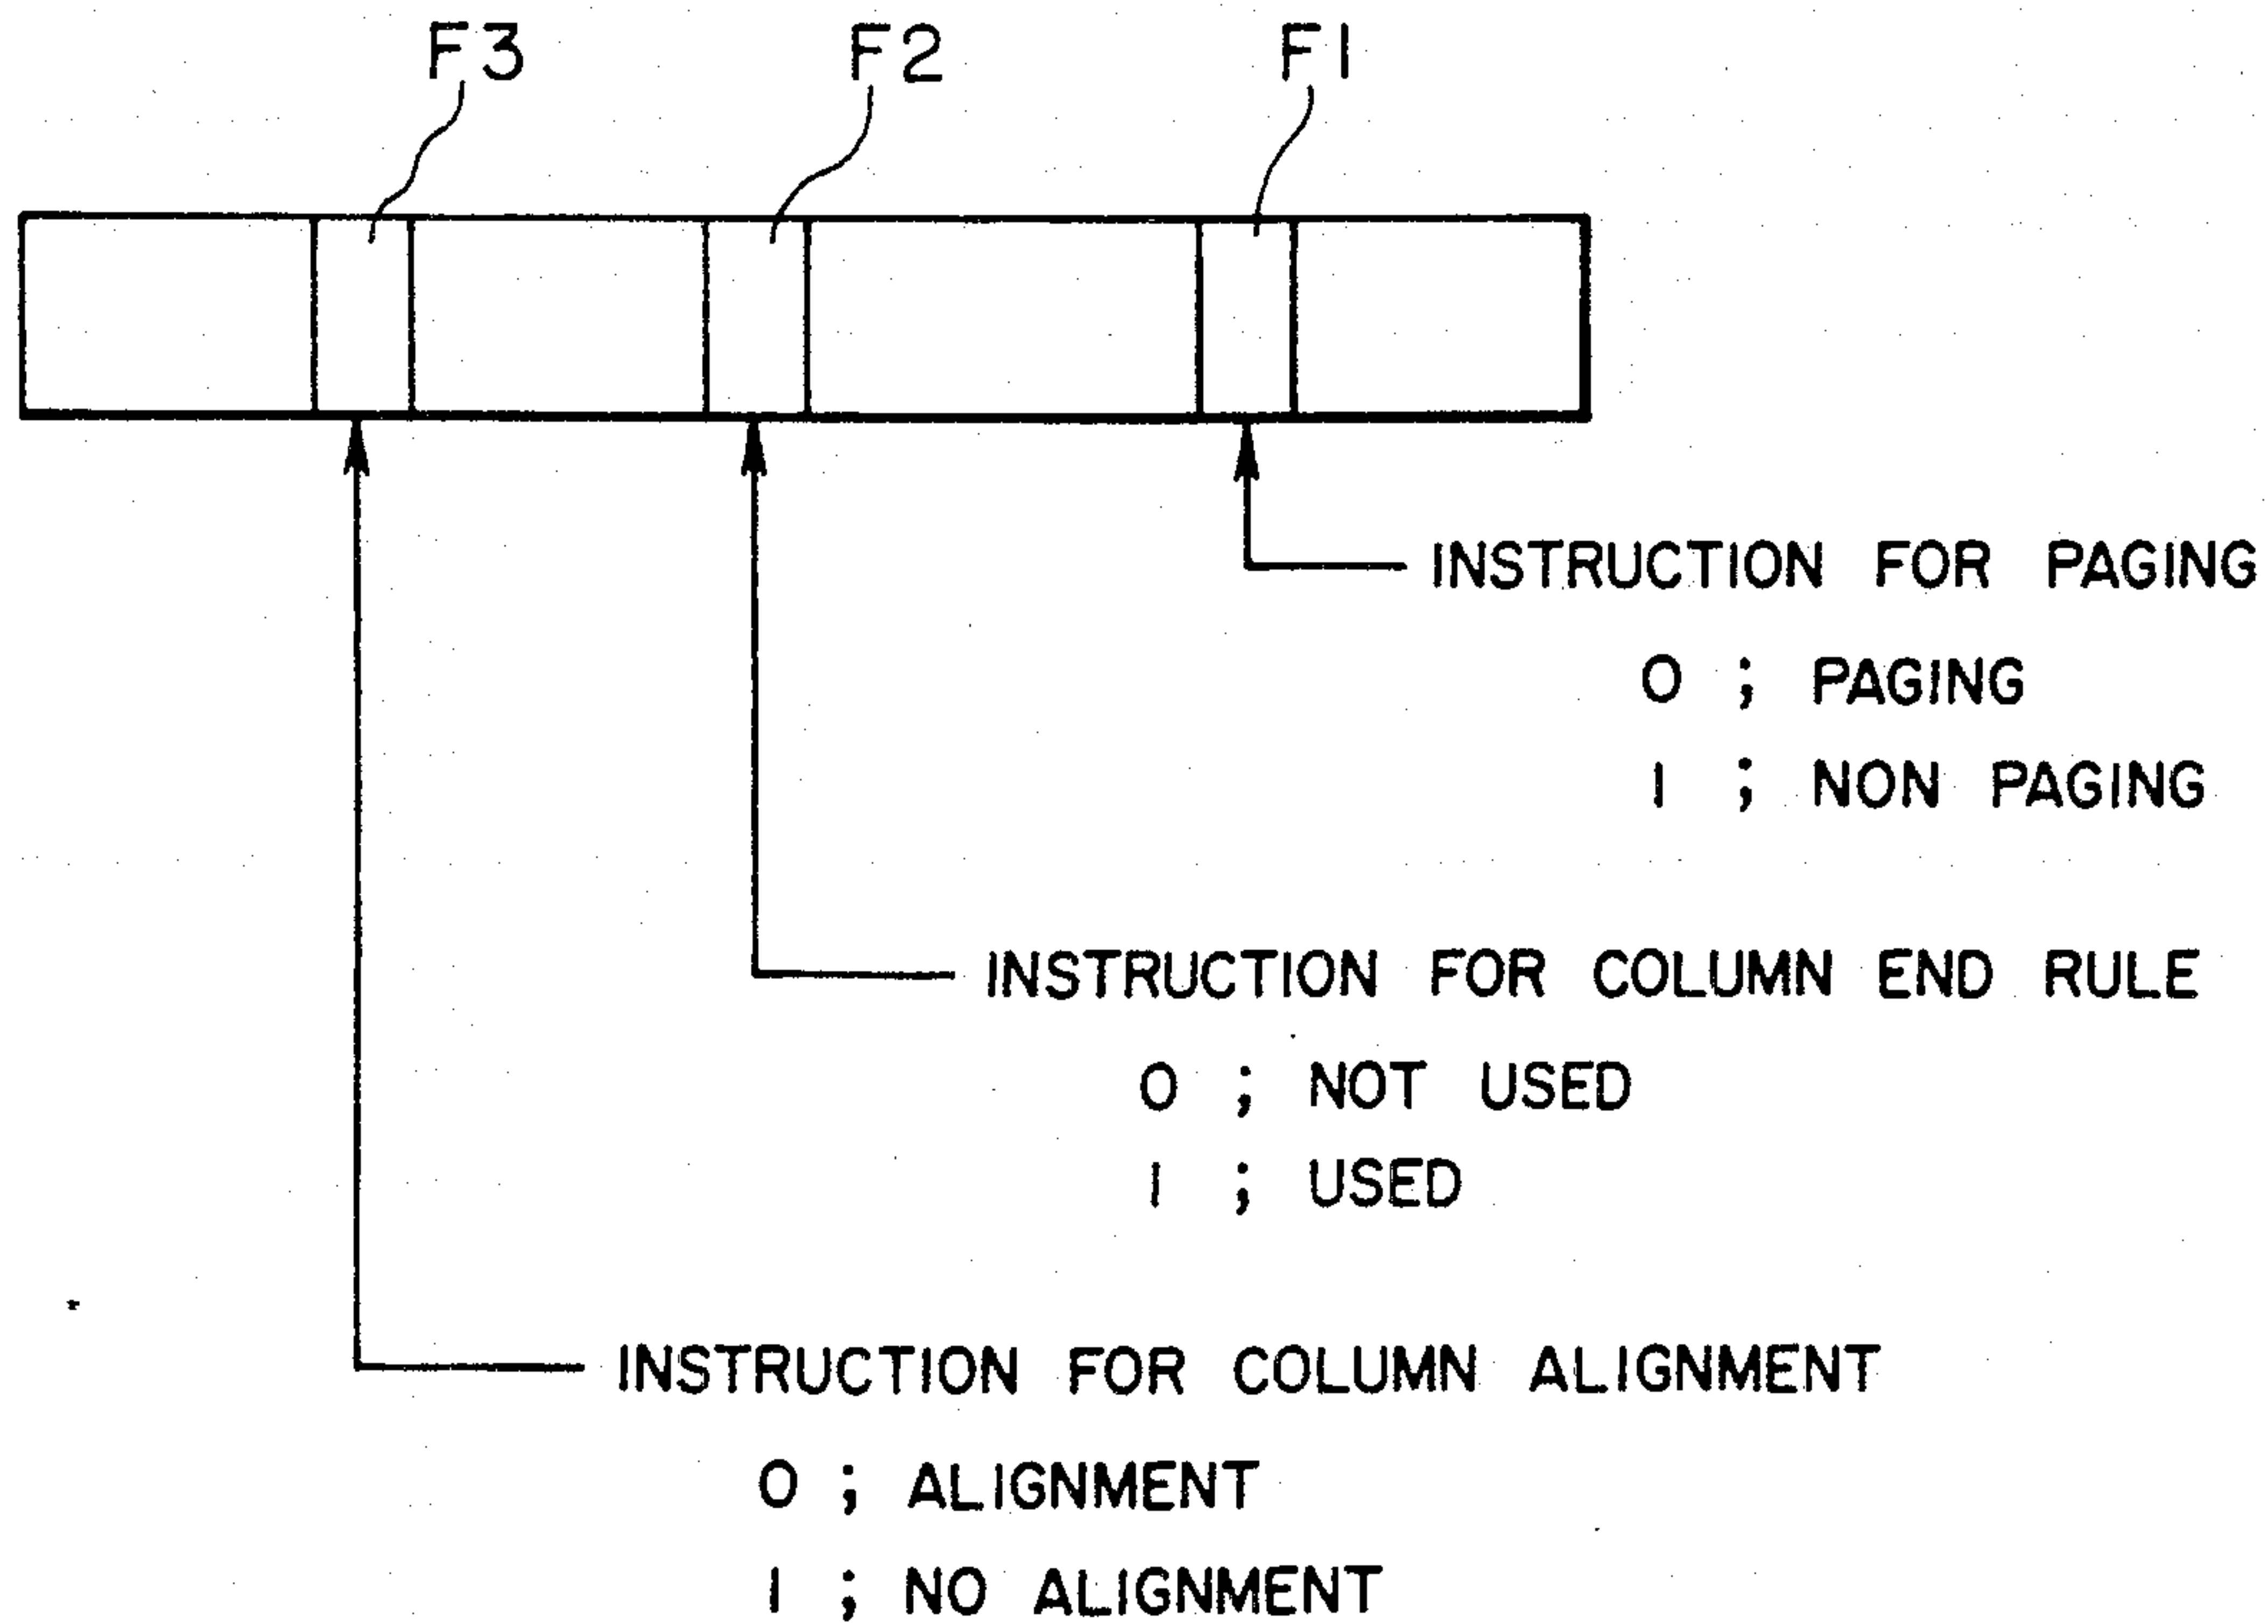 F3 F2 F1
INSTRUCTION FOR PAGING
0 ; PAGING
1 ; NON PAGING
INSTRUCTION FOR COLUMN END RULE
0 ; NOT USED
1 ; USED
INSTRUCTION FOR COLUMN ALIGNMENT
0 ; ALIGNMENT
1 ; NO ALIGNMENT